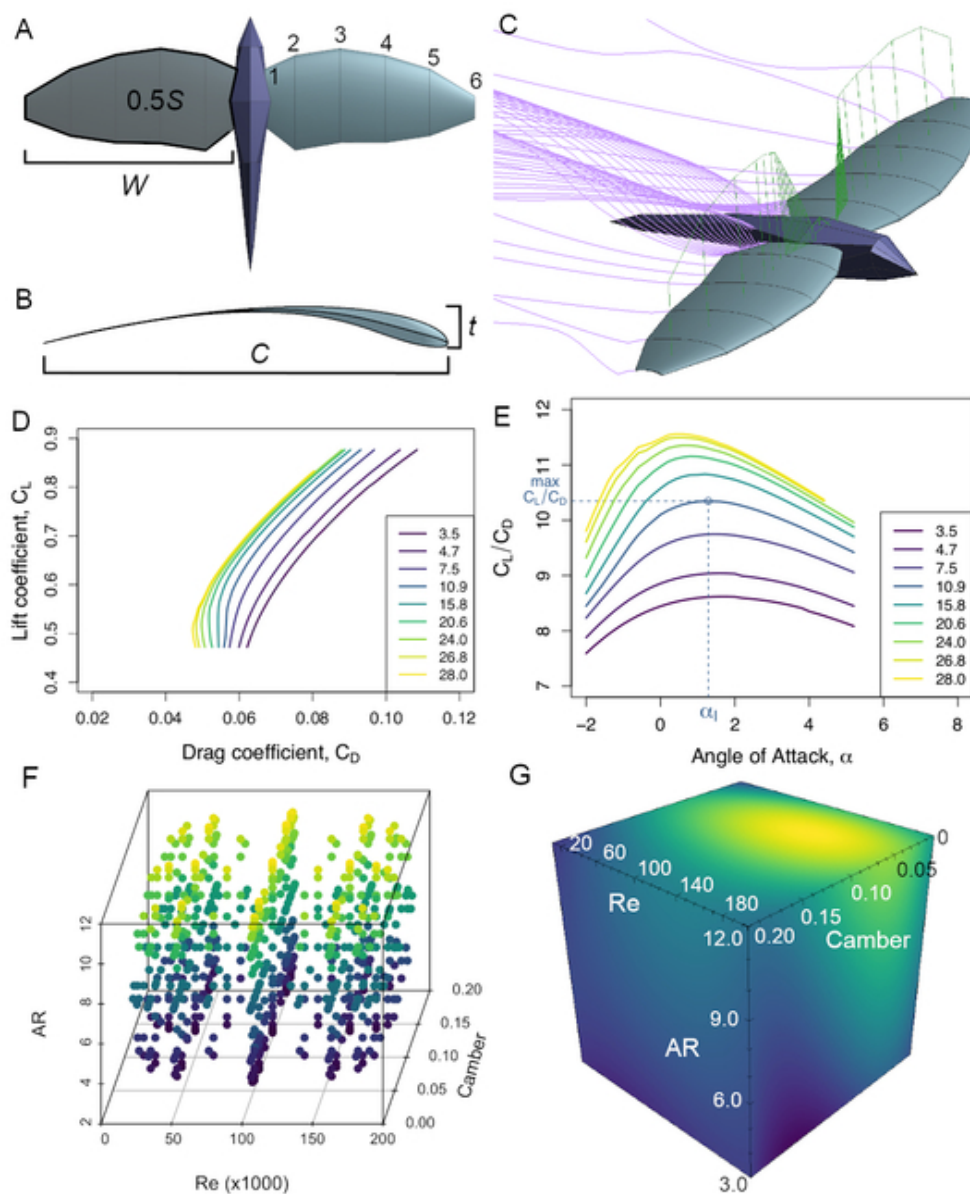 A
0.5S
1
2
3
4
5
6
W
B
t
C
C
D
Lift coefficient, C_L
0.9
0.8
0.7
0.6
0.5
0.4
0.02 0.04 0.06 0.08 0.10 0.12
Drag coefficient, C_D
3.5
4.7
7.5
10.9
15.8
20.6
24.0
26.8
28.0
E
C_L/C_D
12
11
10
9
8
7
max
C_L/C_D
α_l
−2 0 2 4 6 8
Angle of Attack, α
3.5
4.7
7.5
10.9
15.8
20.6
24.0
26.8
28.0
F
AR
12
10
8
6
4
2
0 50 100 150 200
Re (x1000)
0.20
0.15
0.10
0.05
0.00
Camber
G
20
60
100
140
180
Re
0
0.05
0.10
0.15
0.20
Camber
12.0
9.0
AR
6.0
3.0